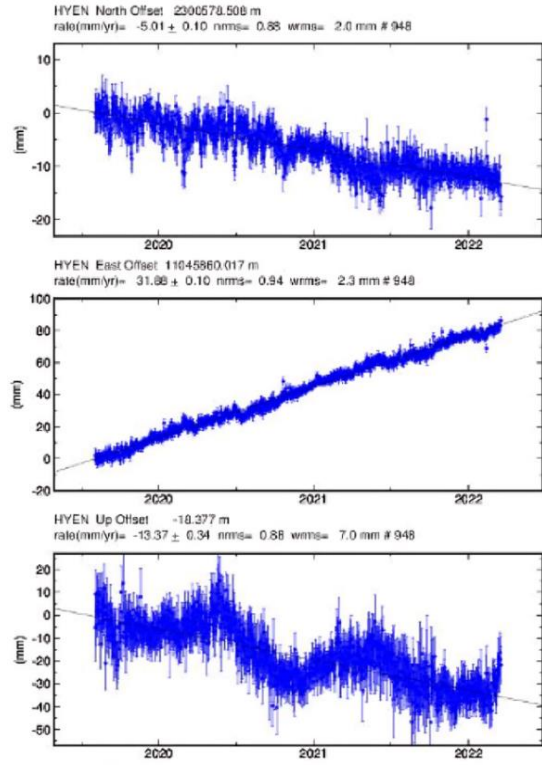 HYEN North Offset 2300578.508 m
rate(mm/yr)= -5.01 ± 0.10 nrms= 0.88 wrms= 2.0 mm # 948
10
0
-10
-20
(mm)
2020 2021 2022
HYEN East Offset 11045860.017 m
rate(mm/yr)= 31.88 ± 0.10 nrms= 0.94 wrms= 2.3 mm # 948
100
80
60
40
20
0
-20
(mm)
2020 2021 2022
HYEN Up Offset -18.377 m
rate(mm/yr)= -13.37 ± 0.34 nrms= 0.88 wrms= 7.0 mm # 948
20
10
0
-10
-20
-30
-40
-50
(mm)
2020 2021 2022